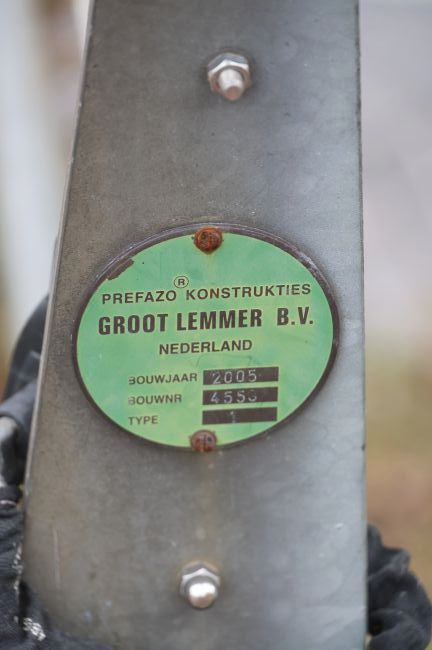 PREFAZO ® KONSTRUKTIES
GROOT LEMMER B.V.
NEDERLAND
BOUWJAAR 2005
BOUWNR
TYPE 1